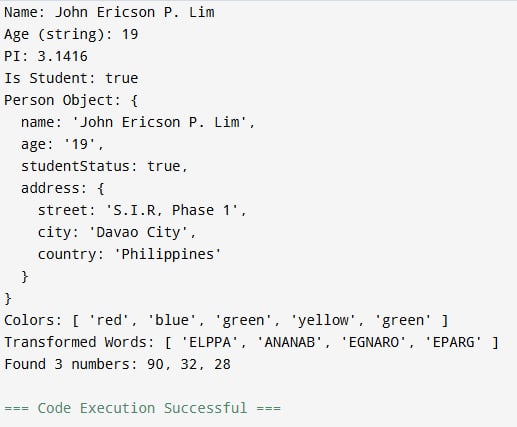 Name: John Ericson P. Lim
Age (string): 19
PI: 3.1416
Is Student: true
Person Object: {
  name: 'John Ericson P. Lim',
  age: '19',
  studentStatus: true,
  address: {
    street: 'S.I.R, Phase 1',
    city: 'Davao City',
    country: 'Philippines'
  }
}
Colors: [ 'red', 'blue', 'green', 'yellow', 'green' ]
Transformed Words: [ 'ELPPA', 'ANANAB', 'EGNARO', 'EPARG' ]
Found 3 numbers: 90, 32, 28
=== Code Execution Successful ===